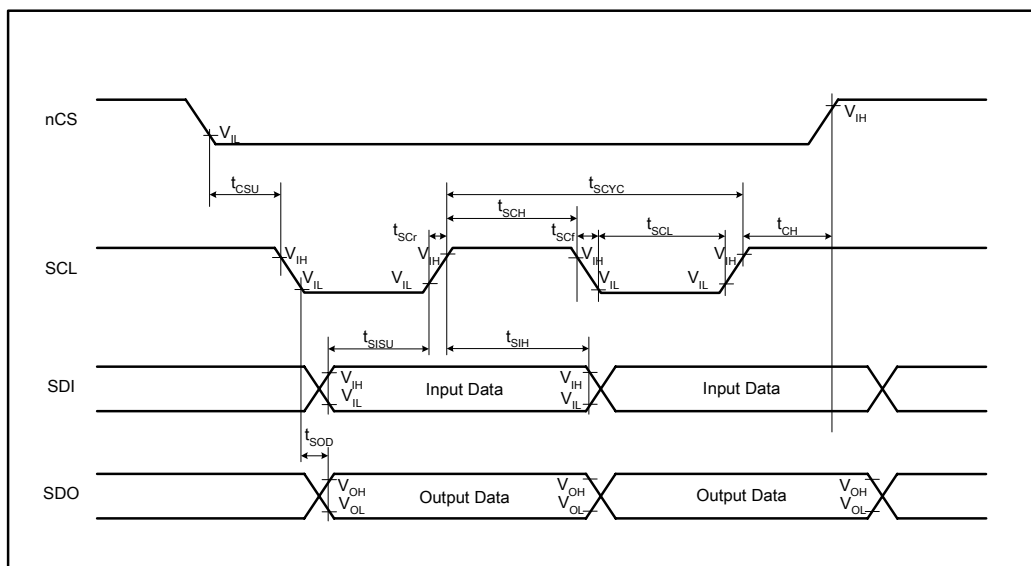 nCS
VIL
VIH
tCSU
tSCYC
tSCH
tSCr
tSCf
tSCL
tCH
SCL
VIH
VIL
VIL
VIH
VIH
VIL
VIL
VIH
tSISU
tSIH
SDI
VIH
VIL
Input Data
VIH
VIL
Input Data
tSOD
SDO
VOH
VOL
Output Data
VOH
VOL
Output Data
VOH
VOL